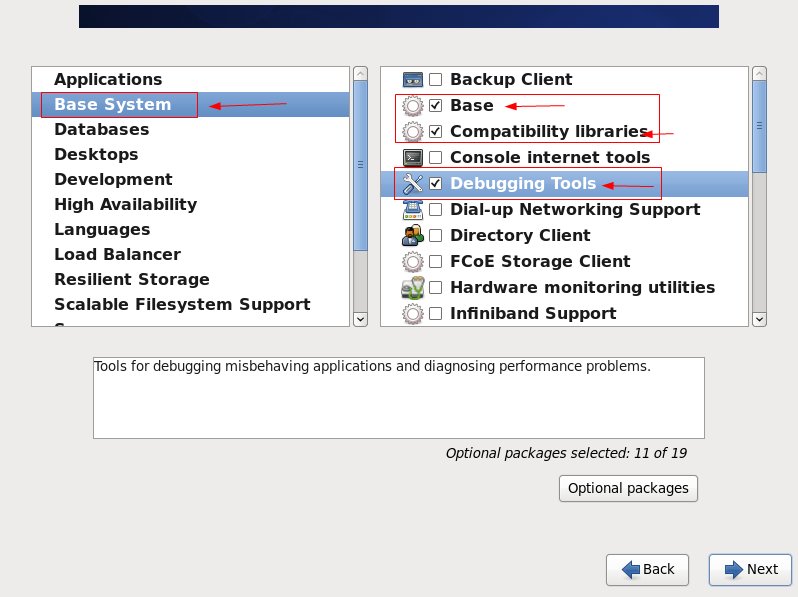 Applications
Base System
Databases
Desktops
Development
High Availability
Languages
Load Balancer
Resilient Storage
Scalable Filesystem Support
Backup Client
Base
Compatibility libraries
Console internet tools
Debugging Tools
Dial-up Networking Support
Directory Client
FCoE Storage Client
Hardware monitoring utilities
Infiniband Support
Tools for debugging misbehaving applications and diagnosing performance problems.
Optional packages selected: 11 of 19
Optional packages
Back
Next